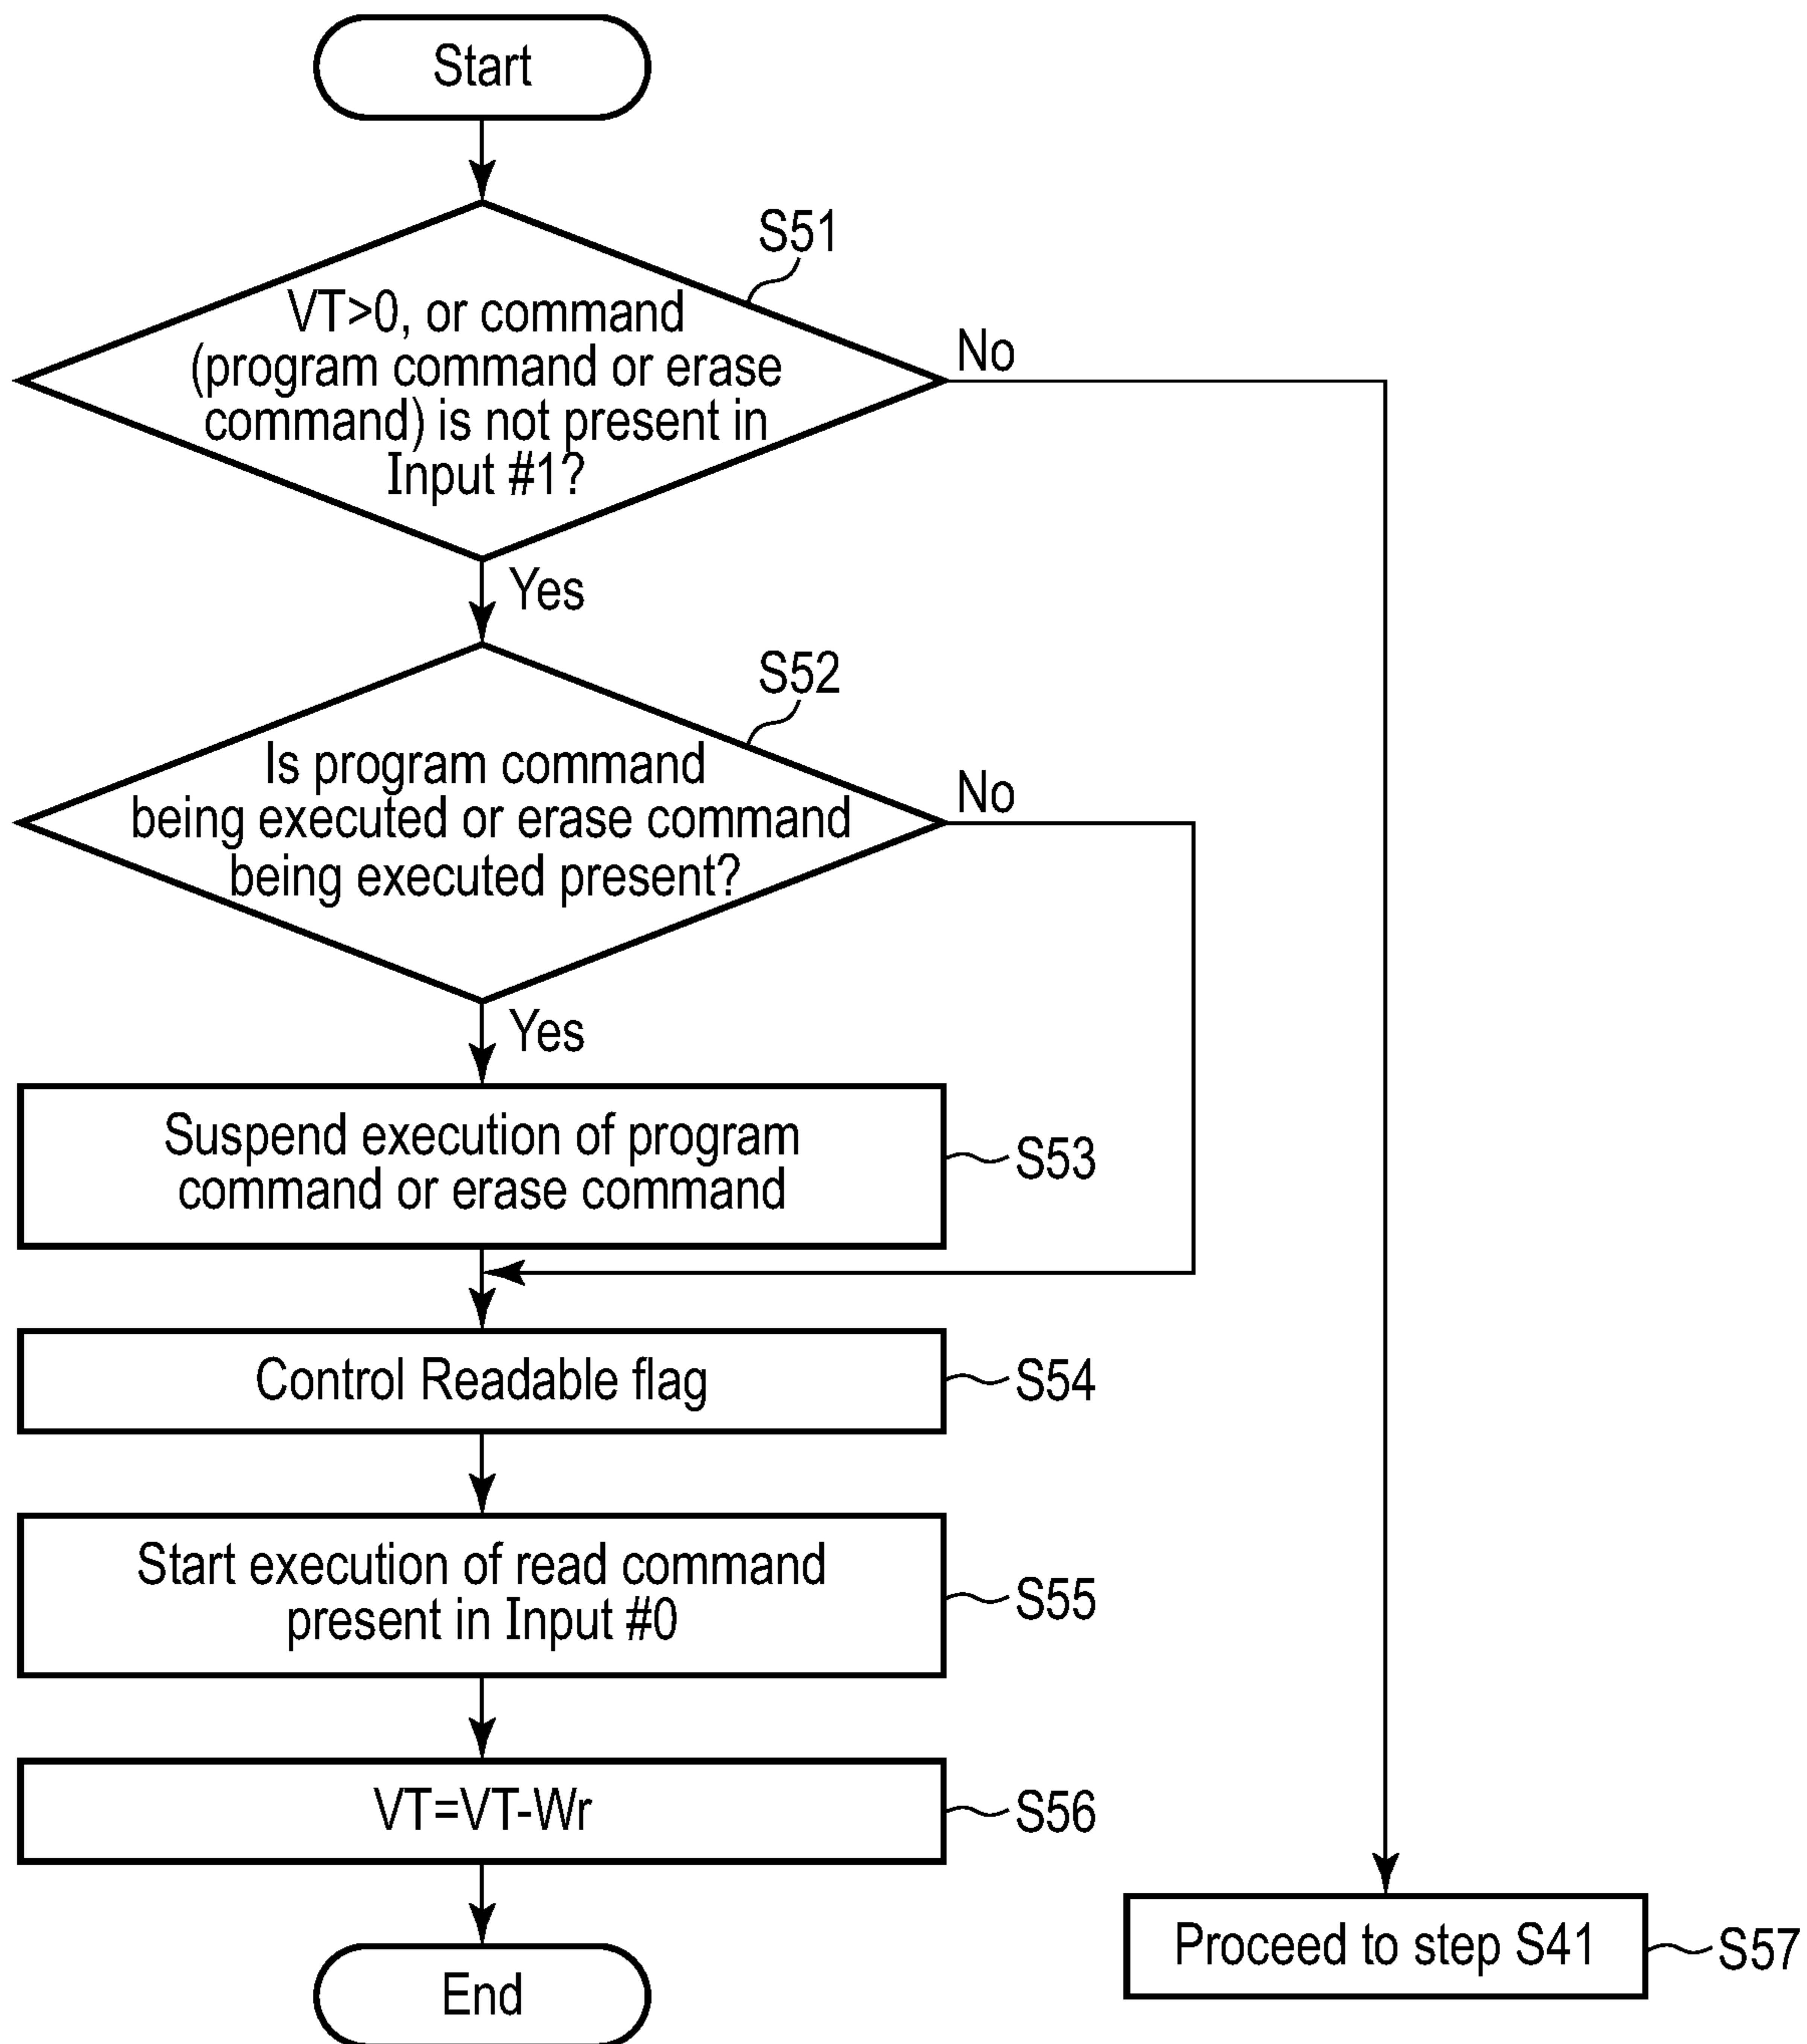 Start
S51
VT>0, or command
(program command or erase
command) is not present in
Input #1?
No
Yes
S52
Is program command
being executed or erase command
being executed present?
No
Yes
Suspend execution of program
command or erase command
S53
Control Readable flag
S54
Start execution of read command
present in Input #0
S55
VT=VT-Wr
S56
End
Proceed to step S41
S57